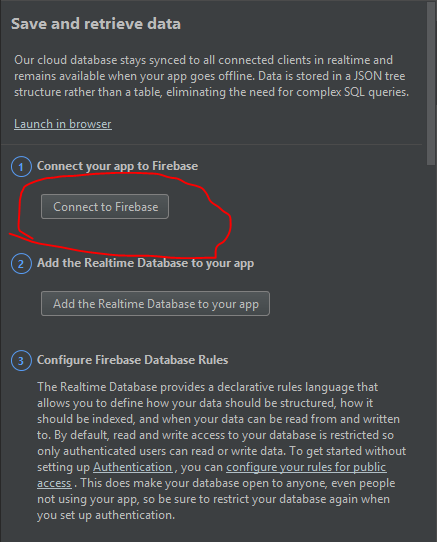 Save and retrieve data
Our cloud database stays synced to all connected clients in realtime and
remains available when your app goes offline. Data is stored in a JSON tree
structure rather than a table, eliminating the need for complex SQL queries.
Launch in browser
1 Connect your app to Firebase
Connect to Firebase
2 Add the Realtime Database to your app
Add the Realtime Database to your app
3 Configure Firebase Database Rules
The Realtime Database provides a declarative rules language that
allows you to define how your data should be structured, how it
should be indexed, and when your data can be read from and written
to. By default, read and write access to your database is restricted so
only authenticated users can read or write data. To get started without
setting up Authentication , you can configure your rules for public
access . This does make your database open to anyone, even people
not using your app, so be sure to restrict your database again when
you set up authentication.